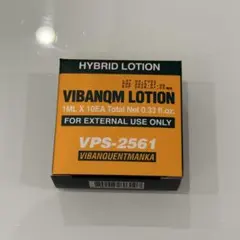 HYBRID LOTION
VIBANQM LOTION
1ML X 10EA Total Net 0.33 fl.oz.
FOR EXTERNAL USE ONLY
VPS-2561
VIBANQUENTMANKA